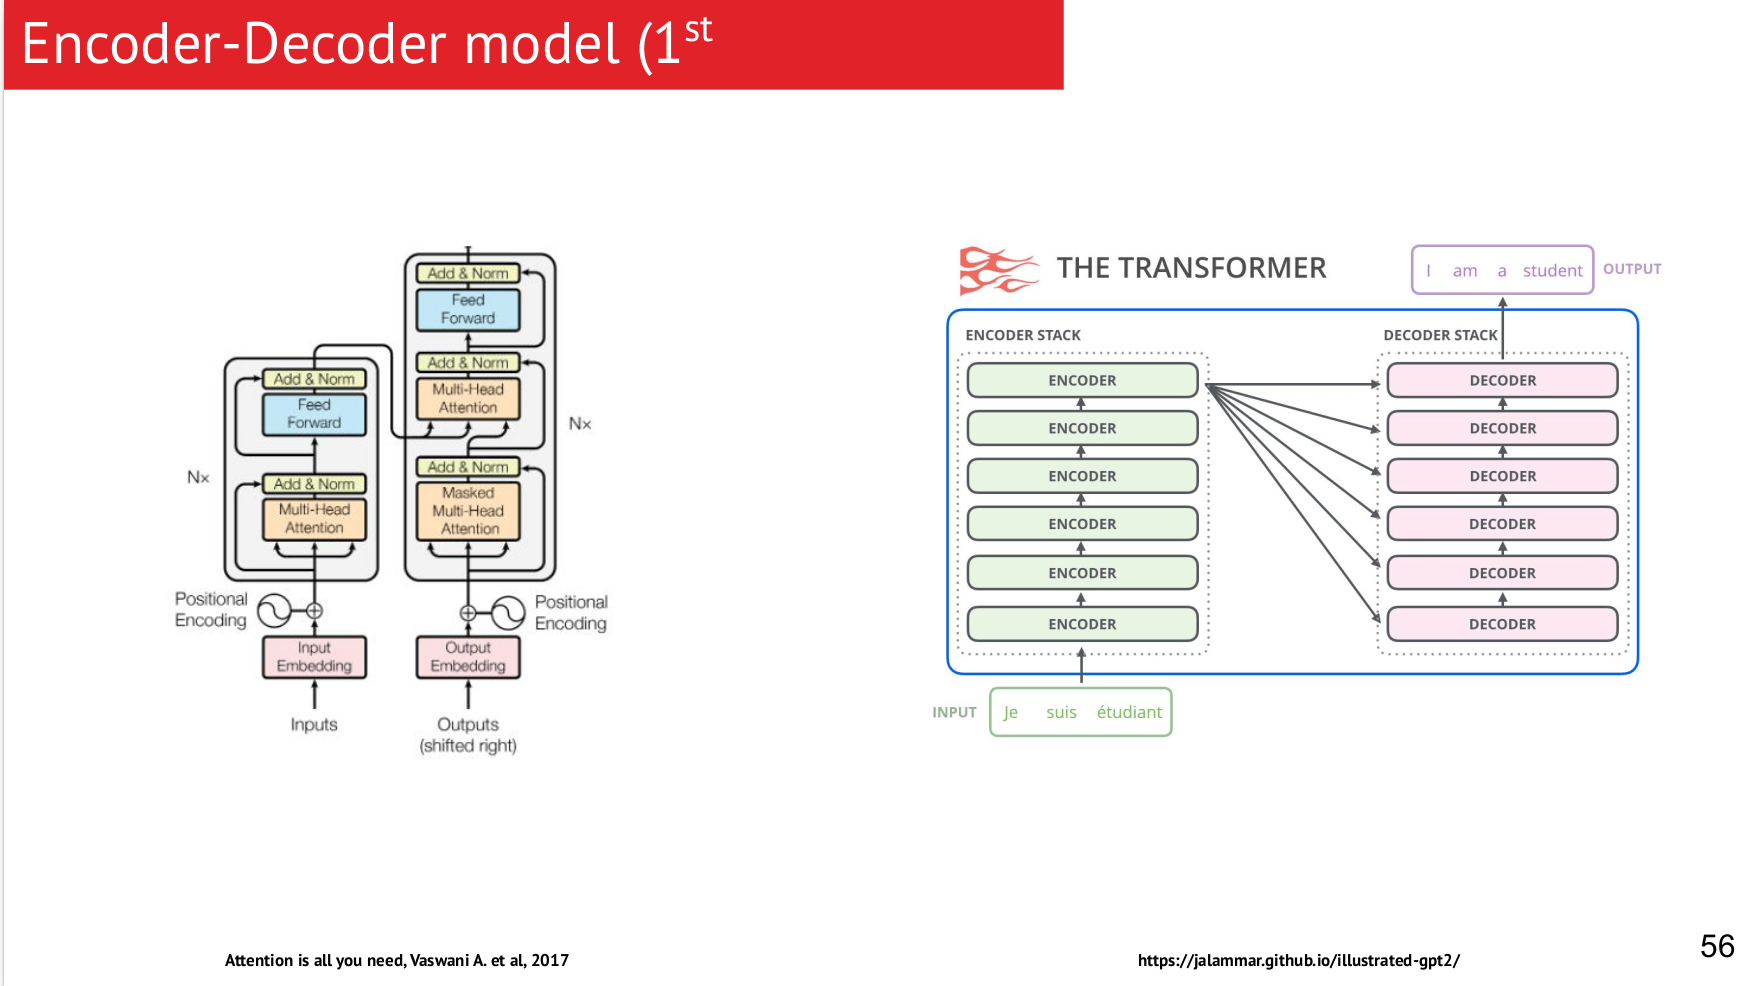 Encoder-Decoder model (1st
Add & Norm
Feed
Forward
Add & Norm
Multi-Head
Attention
Add & Norm
Masked
Multi-Head
Attention
Nx
Add & Norm
Feed
Forward
Add & Norm
Multi-Head
Attention
Nx
Positional
Encoding
Positional
Encoding
Input
Embedding
Output
Embedding
Inputs
Outputs
(shifted right)
THE TRANSFORMER
I am a student
OUTPUT
ENCODER STACK
DECODER STACK
ENCODER
ENCODER
ENCODER
ENCODER
ENCODER
ENCODER
DECODER
DECODER
DECODER
DECODER
DECODER
DECODER
INPUT
Je suis étudiant
Attention is all you need, Vaswani A. et al, 2017
https://jalammar.github.io/illustrated-gpt2/
56